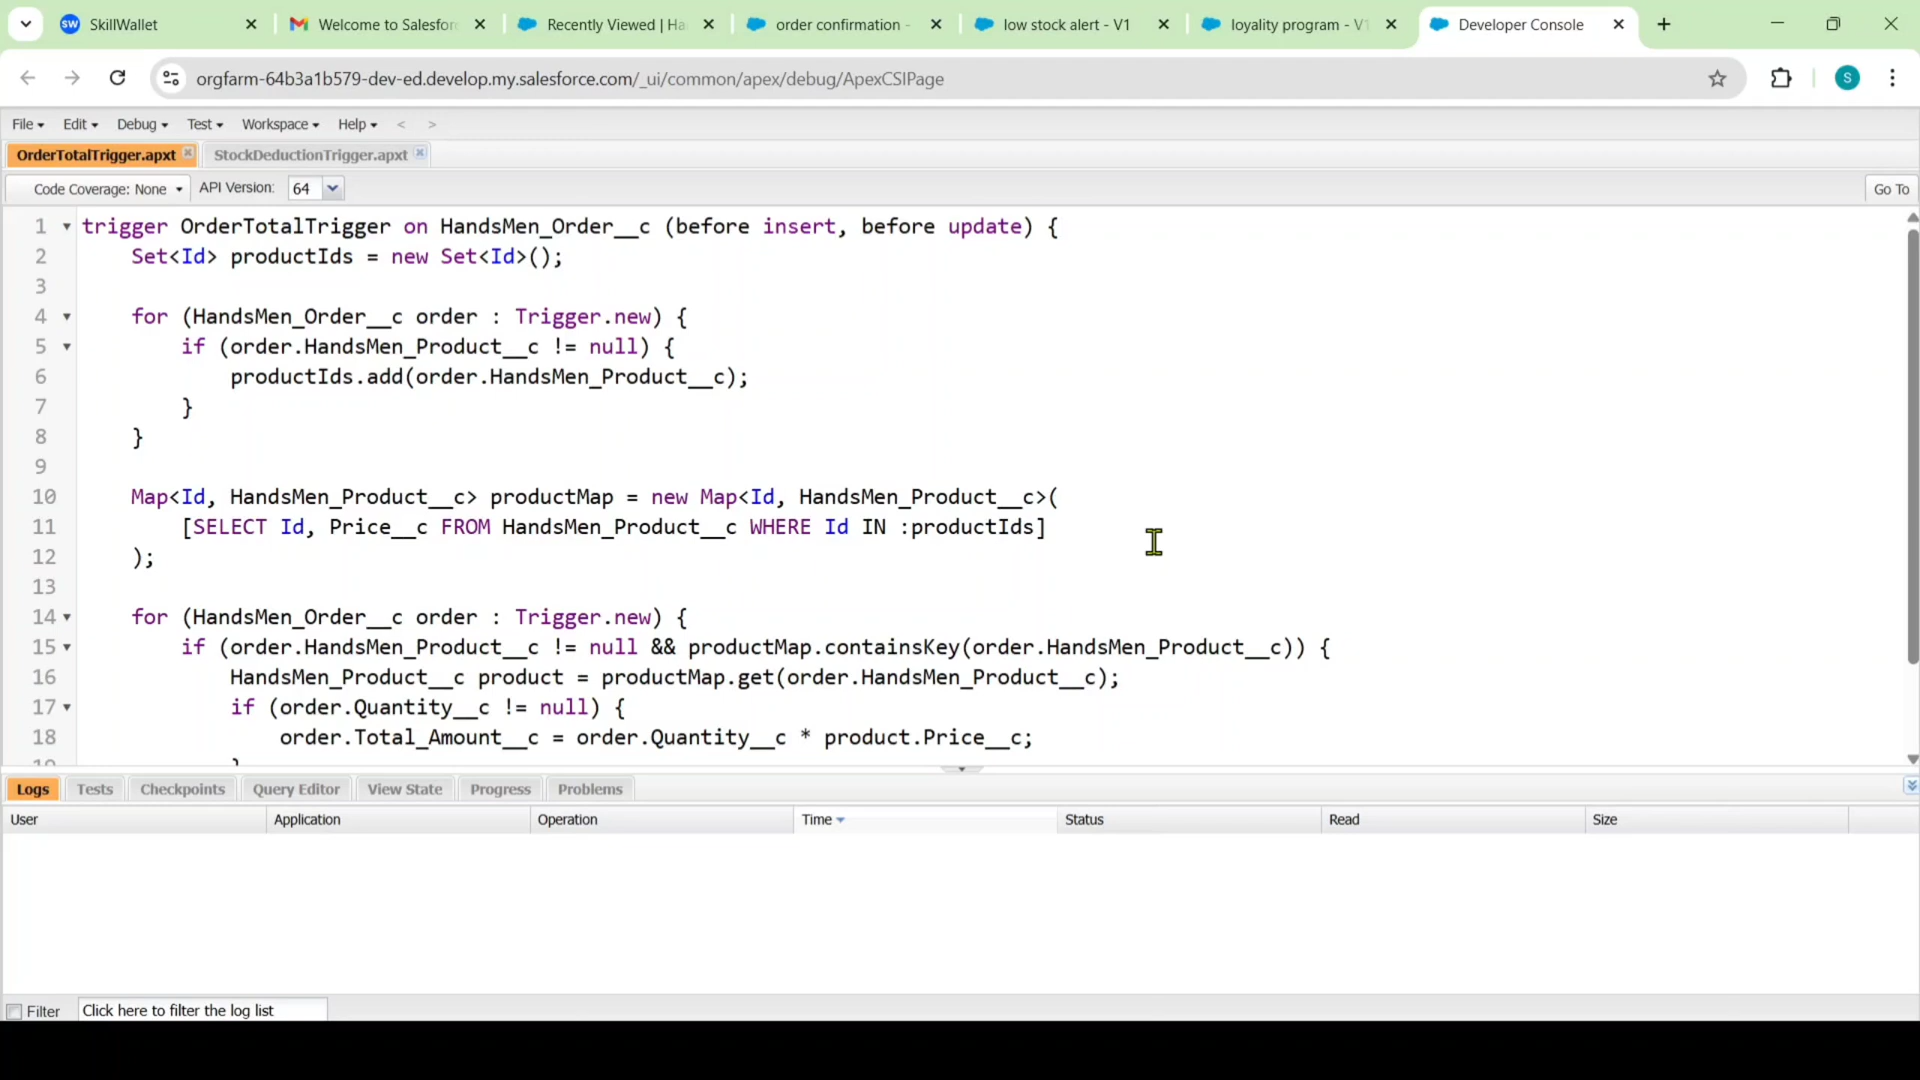 SkillWallet
Welcome to Salesfor
Recently Viewed | Ha
order confirmation -
low stock alert - V1
loyality program - V1
Developer Console
orgfarm-64b3a1b579-dev-ed.develop.my.salesforce.com/_ui/common/apex/debug/ApexCSIPage
S
File Edit Debug Test Workspace Help < >
OrderTotalTrigger.apxt StockDeductionTrigger.apxt
Code Coverage: None API Version: 64 Go To
1 trigger OrderTotalTrigger on HandsMen_Order__c (before insert, before update) {
2 Set<Id> productIds = new Set<Id>();
3
4 for (HandsMen_Order__c order : Trigger.new) {
5 if (order.HandsMen_Product__c != null) {
6 productIds.add(order.HandsMen_Product__c);
7 }
8 }
9
10 Map<Id, HandsMen_Product__c> productMap = new Map<Id, HandsMen_Product__c>(
11 [SELECT Id, Price__c FROM HandsMen_Product__c WHERE Id IN :productIds]
12 );
13
14 for (HandsMen_Order__c order : Trigger.new) {
15 if (order.HandsMen_Product__c != null && productMap.containsKey(order.HandsMen_Product__c)) {
16 HandsMen_Product__c product = productMap.get(order.HandsMen_Product__c);
17 if (order.Quantity__c != null) {
18 order.Total_Amount__c = order.Quantity__c * product.Price__c;
19 }
Logs Tests Checkpoints Query Editor View State Progress Problems
User Application Operation Time Status Read Size
Filter Click here to filter the log list